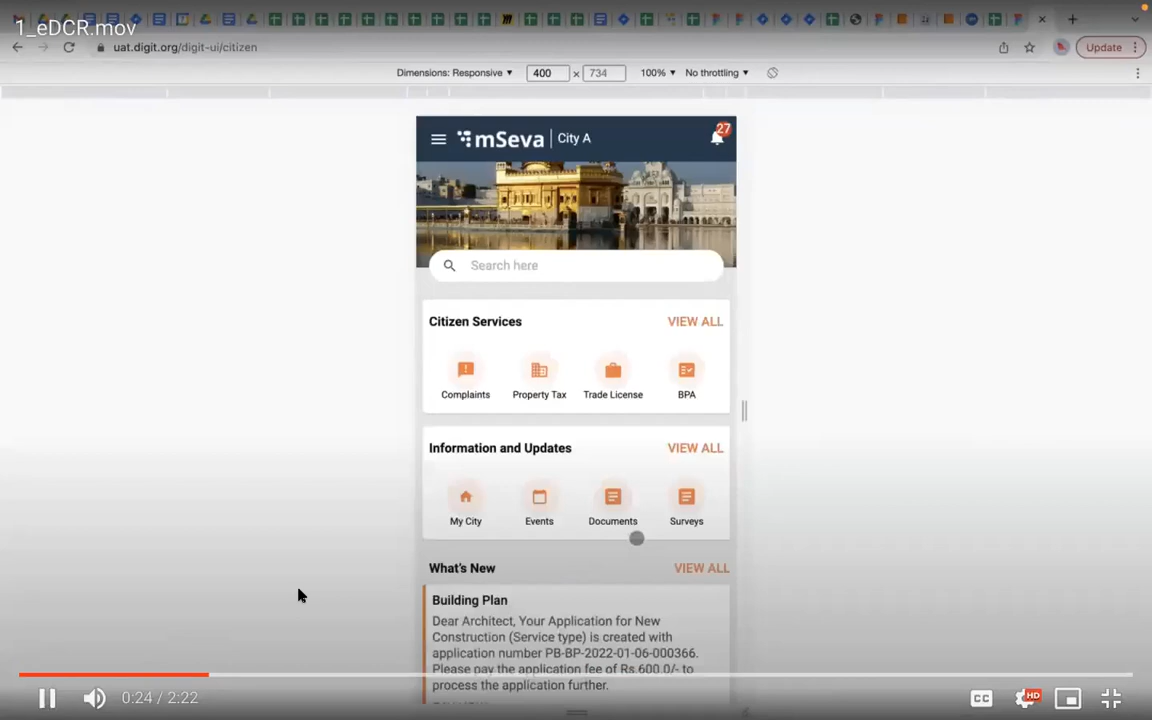 1_eDCR.mov
uat.digit.org/digit-ui/citizen
Update
Dimensions: Responsive
400 × 734
100%
No throttling
mSeva | City A
27
Search here
Citizen Services
VIEW ALL
Complaints
Property Tax
Trade License
BPA
Information and Updates
VIEW ALL
My City
Events
Documents
Surveys
What's New
VIEW ALL
Building Plan
Dear Architect, Your Application for New
Construction (Service type) is created with
application number PB-BP-2022-01-06-000366.
Please pay the application fee of Rs.600.0/- to
process the application further.
0:24 / 2:22
CC
HD